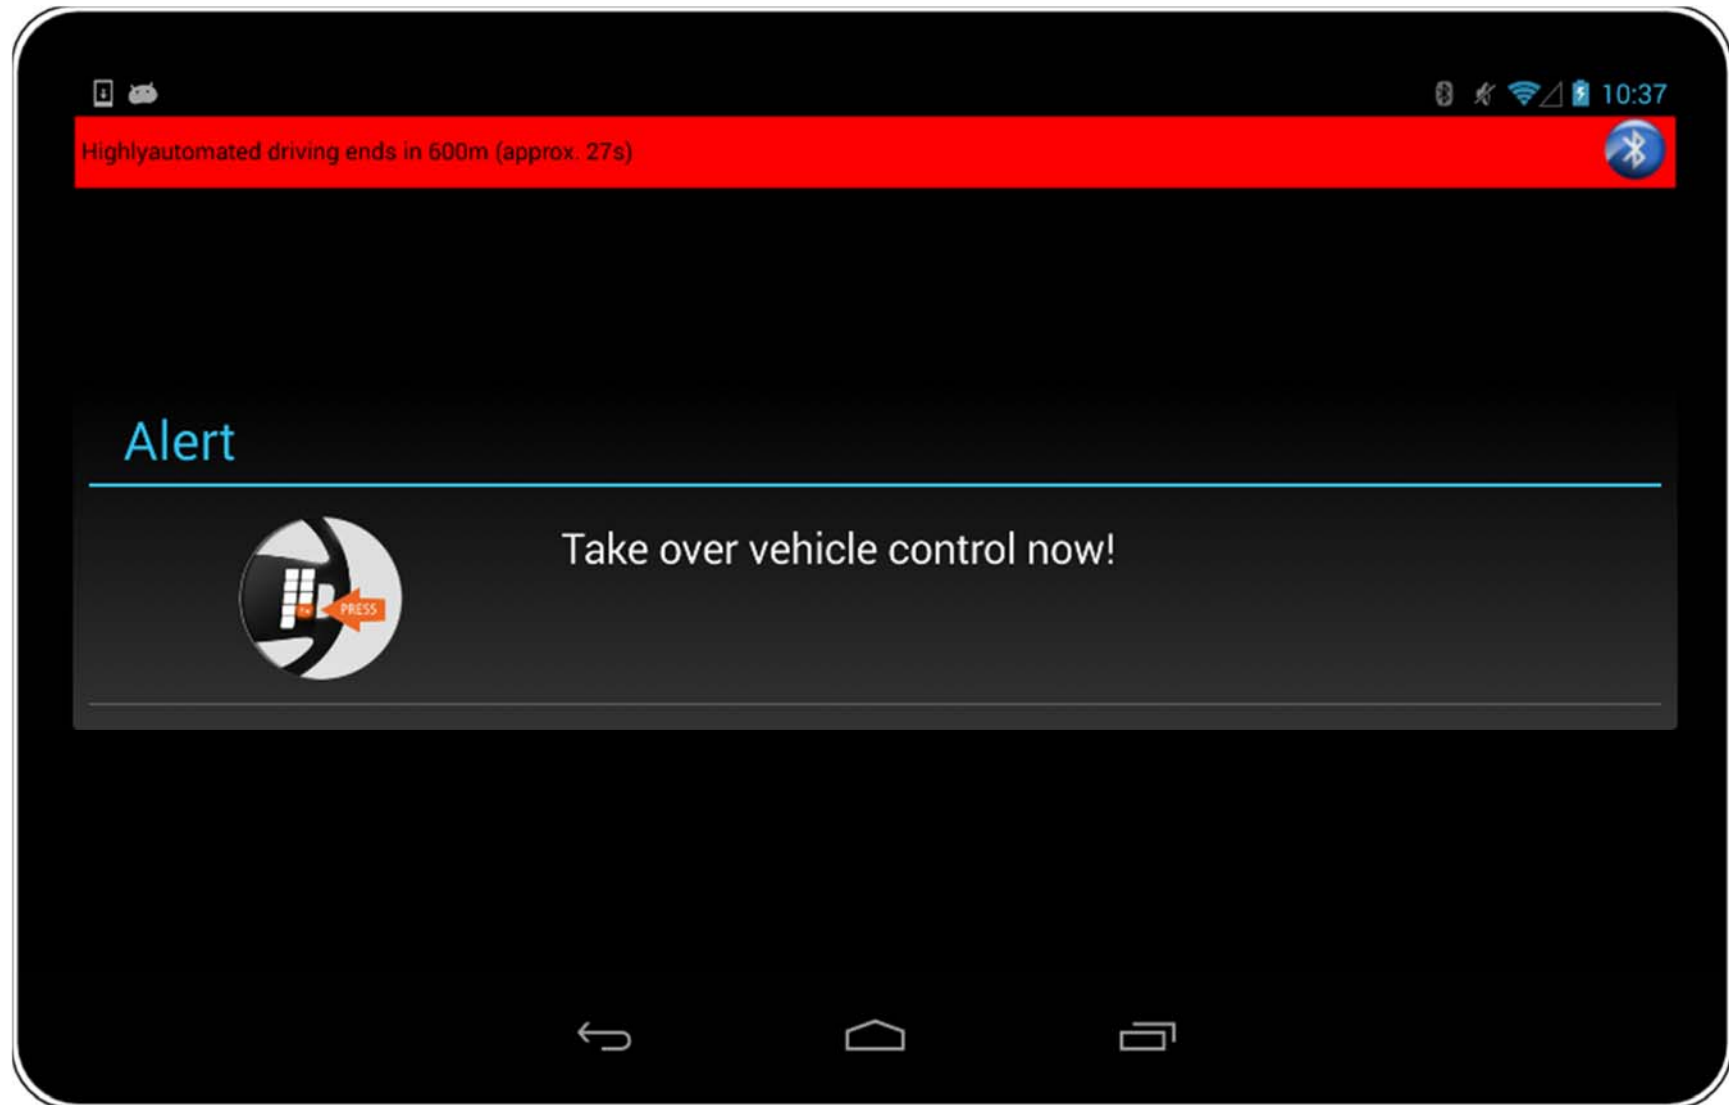 10:37
Highlyautomated driving ends in 600m (approx. 27s)
Alert
Take over vehicle control now!
PRESS